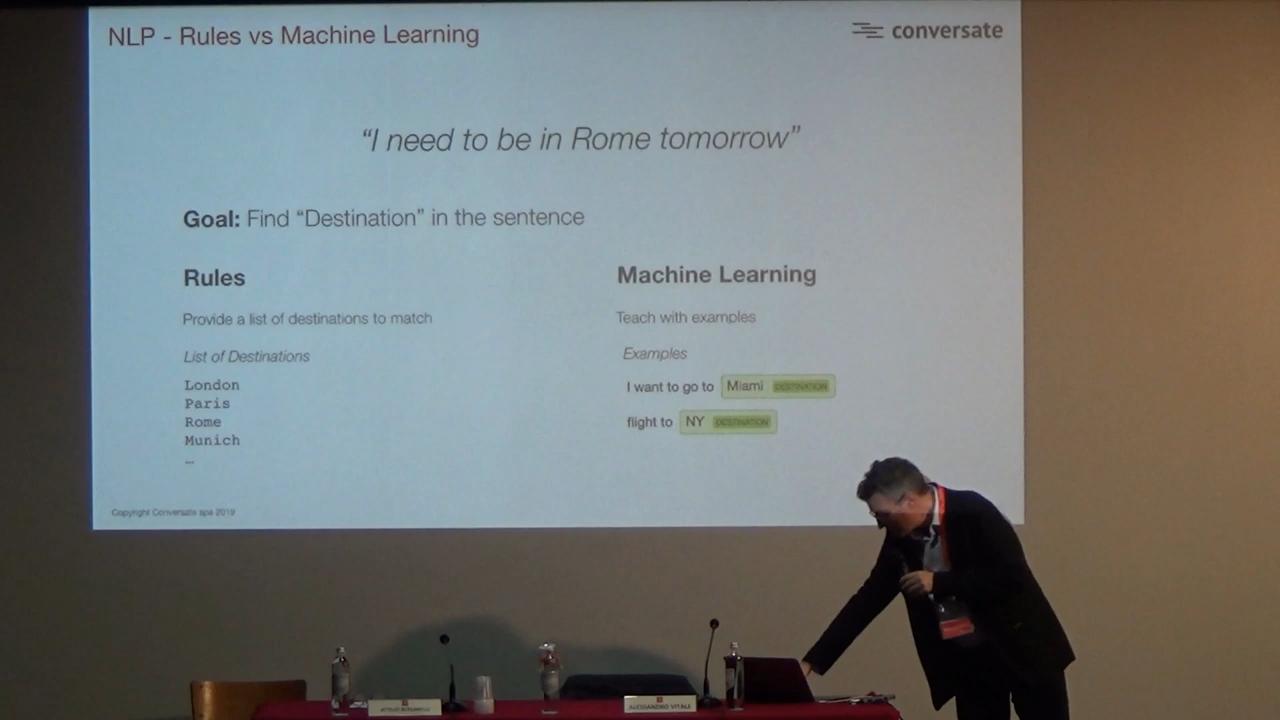 NLP - Rules vs Machine Learning
conversate
“I need to be in Rome tomorrow”
Goal: Find “Destination” in the sentence
Rules
Provide a list of destinations to match
List of Destinations
London
Paris
Rome
Munich
...
Machine Learning
Teach with examples
Examples
I want to go to Miami DESTINATION
flight to NY DESTINATION
Copyright Conversate spa 2019
ALESSANDRO VITALE